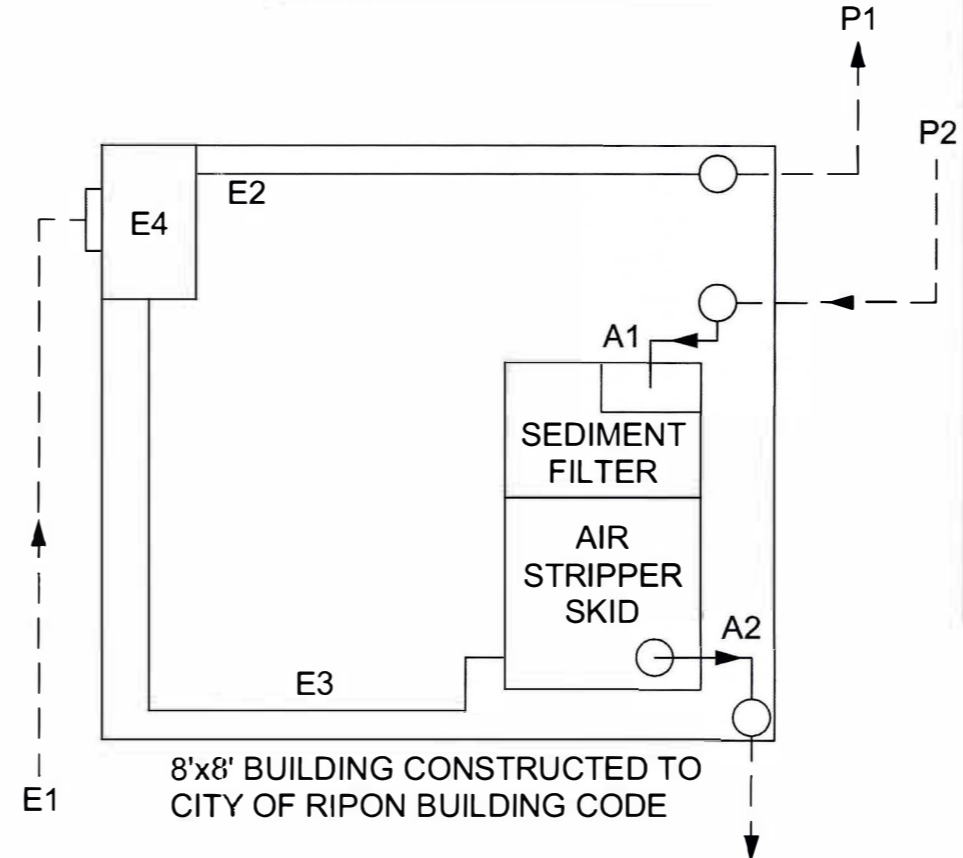 P1
P2
E2
E4
A1
SEDIMENT
FILTER
AIR
STRIPPER
SKID
A2
E3
8'x8' BUILDING CONSTRUCTED TO
CITY OF RIPON BUILDING CODE
E1